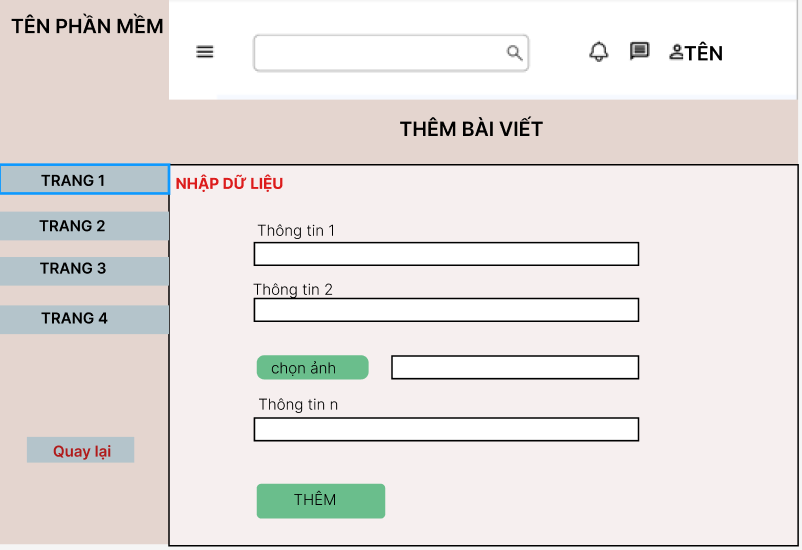 TÊN PHẦN MỀM
TÊN
THÊM BÀI VIẾT
TRANG 1
TRANG 2
TRANG 3
TRANG 4
Quay lại
NHẬP DỮ LIỆU
Thông tin 1
Thông tin 2
chọn ảnh
Thông tin n
THÊM